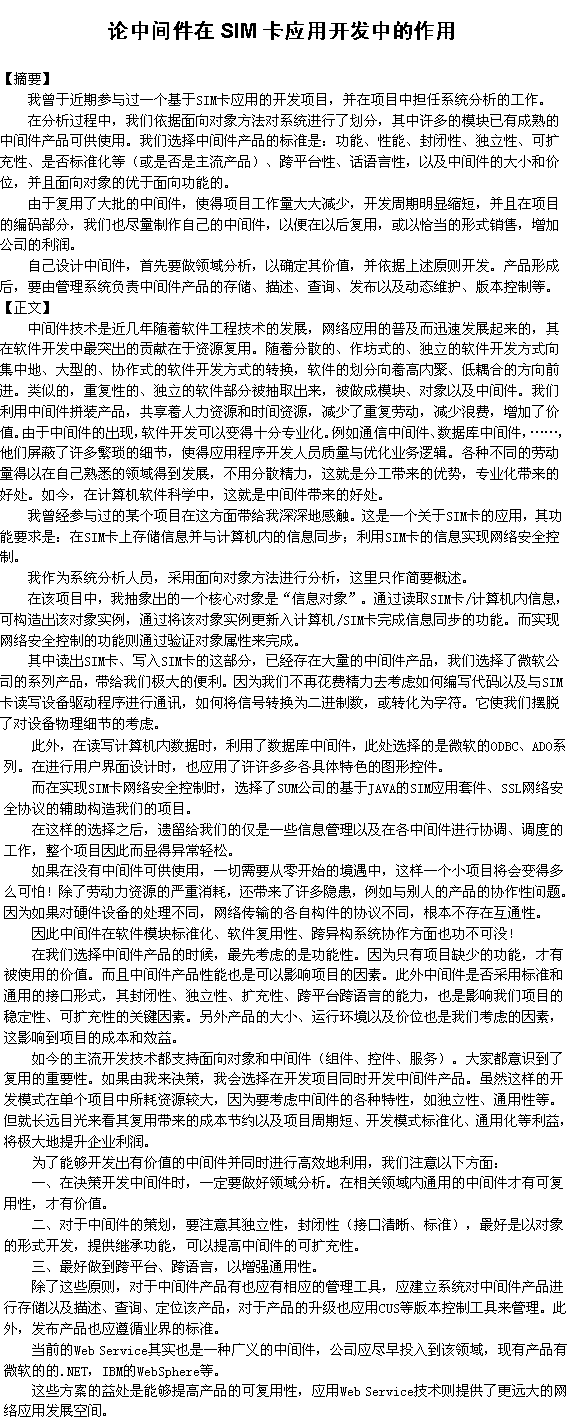 论中间件在 SIM 卡应用开发中的作用
【摘要】
我曾于近期参与过一个基于SIM卡应用的开发项目，并在项目中担任系统分析的工作。
在分析过程中，我们依据面向对象方法对系统进行了划分，其中许多的模块已有成熟的
中间件产品可供使用。我们选择中间件产品的标准是：功能、性能、封闭性、独立性、可扩
充性、是否标准化等（或是否是主流产品）、跨平台性、话语言性，以及中间件的大小和价
位，并且面向对象的优于面向功能的。
由于复用了大批的中间件，使得项目工作量大大减少，开发周期明显缩短，并且在项目
的编码部分，我们也尽量制作自己的中间件，以便在以后复用，或以恰当的形式销售，增加
公司的利润。
自己设计中间件，首先要做领域分析，以确定其价值，并依据上述原则开发。产品形成
后，要由管理系统负责中间件产品的存储、描述、查询、发布以及动态维护、版本控制等。
【正文】
中间件技术是近几年随着软件工程技术的发展，网络应用的普及而迅速发展起来的，其
在软件开发中最突出的贡献在于资源复用。随着分散的、作坊式的、独立的软件开发方式向
集中地、大型的、协作式的软件开发方式的转换，软件的划分向着高内聚、低耦合的方向前
进。类似的，重复性的、独立的软件部分被抽取出来，被做成模块、对象以及中间件。我们
利用中间件拼装产品，共享着人力资源和时间资源，减少了重复劳动，减少浪费，增加了价
值。由于中间件的出现，软件开发可以变得十分专业化。例如通信中间件、数据库中间件，……，
他们屏蔽了许多繁琐的细节，使得应用程序开发人员质量与优化业务逻辑。各种不同的劳动
量得以在自己熟悉的领域得到发展，不用分散精力，这就是分工带来的优势，专业化带来的
好处。如今，在计算机软件科学中，这就是中间件带来的好处。
我曾经参与过的某个项目在这方面带给我深深地感触。这是一个关于SIM卡的应用，其功
能要求是：在SIM卡上存储信息并与计算机内的信息同步；利用SIM卡的信息实现网络安全控
制。
我作为系统分析人员，采用面向对象方法进行分析，这里只作简要概述。
在该项目中，我抽象出的一个核心对象是“信息对象”。通过读取SIM卡/计算机内信息，
可构造出该对象实例，通过将该对象实例更新入计算机/SIM卡完成信息同步的功能。而实现
网络安全控制的功能则通过验证对象属性来完成。
其中读出SIM卡、写入SIM卡的这部分，已经存在大量的中间件产品，我们选择了微软公
司的系列产品，带给我们极大的便利。因为我们不再花费精力去考虑如何编写代码以及与SIM
卡读写设备驱动程序进行通讯，如何将信号转换为二进制数，或转化为字符。它使我们摆脱
了对设备物理细节的考虑。
此外，在读写计算机内数据时，利用了数据库中间件，此处选择的是微软的ODBC、ADO系
列。在进行用户界面设计时，也应用了许许多多各具体特色的图形控件。
而在实现SIM卡网络安全控制时，选择了SUM公司的基于JAVA的SIM应用套件、SSL网络安
全协议的辅助构造我们的项目。
在这样的选择之后，遗留给我们的仅是一些信息管理以及在各中间件进行协调、调度的
工作，整个项目因此而显得异常轻松。
如果在没有中间件可供使用，一切需要从零开始的境遇中，这样一个小项目将会变得多
么可怕！除了劳动力资源的严重消耗，还带来了许多隐患，例如与别人的产品的协作性问题。
因为如果对硬件设备的处理不同，网络传输的各自构件的协议不同，根本不存在互通性。
因此中间件在软件模块标准化、软件复用性、跨异构系统协作方面也功不可没！
在我们选择中间件产品的时候，最先考虑的是功能性。因为只有项目缺少的功能，才有
被使用的价值。而且中间件产品性能也是可以影响项目的因素。此外中间件是否采用标准和
通用的接口形式，其封闭性、独立性、扩充性、跨平台跨语言的能力，也是影响我们项目的
稳定性、可扩充性的关键因素。另外产品的大小、运行环境以及价位也是我们考虑的因素，
这影响到项目的成本和效益。
如今的主流开发技术都支持面向对象和中间件（组件、控件、服务）。大家都意识到了
复用的重要性。如果由我来决策，我会选择在开发项目同时开发中间件产品。虽然这样的开
发模式在单个项目中所耗资源较大，因为要考虑中间件的各种特性，如独立性、通用性等。
但就长远目光来看其复用带来的成本节约以及项目周期短、开发模式标准化、通用化等利益，
将极大地提升企业利润。
为了能够开发出有价值的中间件并同时进行高效地利用，我们注意以下方面：
一、在决策开发中间件时，一定要做好领域分析。在相关领域内通用的中间件才有可复
用性，才有价值。
二、对于中间件的策划，要注意其独立性，封闭性（接口清晰、标准），最好是以对象
的形式开发，提供继承功能，可以提高中间件的可扩充性。
三、最好做到跨平台、跨语言，以增强通用性。
除了这些原则，对于中间件产品有也应有相应的管理工具，应建立系统对中间件产品进
行存储以及描述、查询、定位该产品，对于产品的升级也应用CUS等版本控制工具来管理。此
外，发布产品也应遵循业界的标准。
当前的Web Service其实也是一种广义的中间件，公司应尽早投入到该领域，现有产品有
微软的的.NET，IBM的WebSphere等。
这些方案的益处是能够提高产品的可复用性，应用Web Service技术则提供了更远大的网
络应用发展空间。